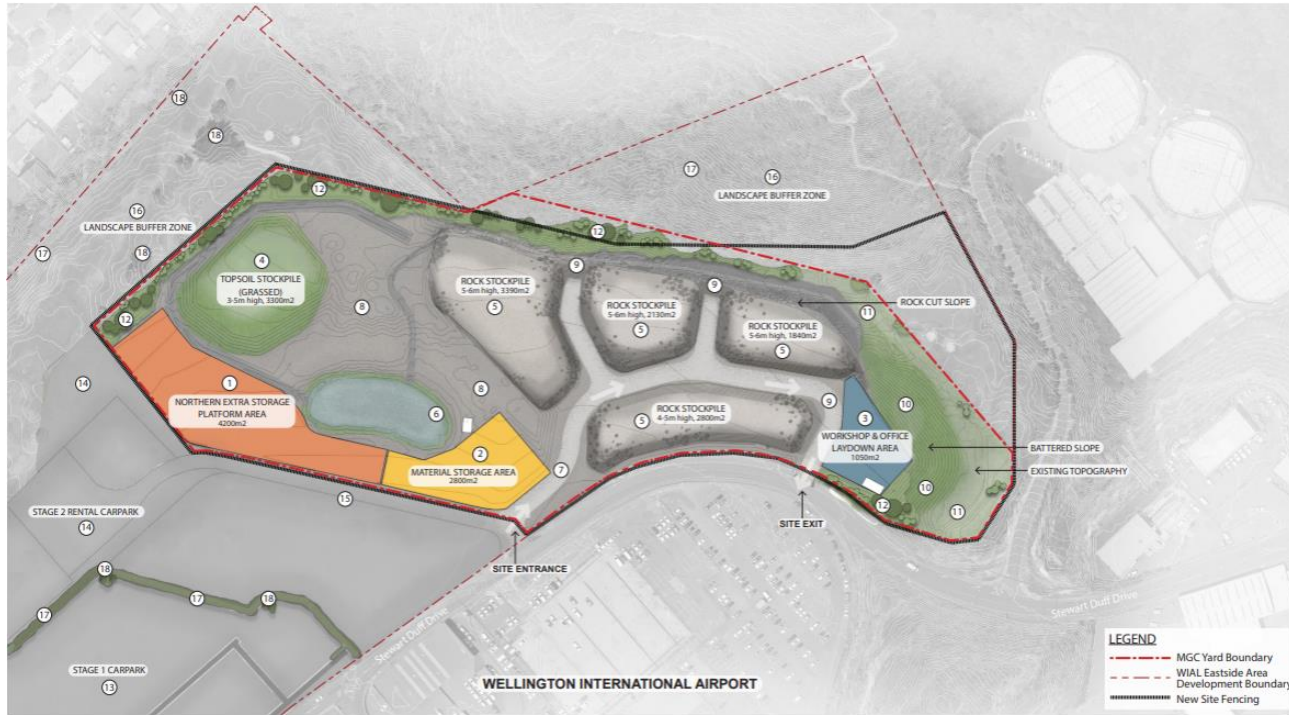 18
18
17
16
LANDSCAPE BUFFER ZONE
12
16
LANDSCAPE BUFFER ZONE
17
18
12
4
TOPSOIL STOCKPILE
(GRASSED)
3-5m high, 3300m2
9
9
ROCK STOCKPILE
5-6m high, 3390m2
5
ROCK STOCKPILE
5-6m high, 2130m2
5
ROCK STOCKPILE
5-6m high, 1840m2
5
ROCK CUT SLOPE
11
8
12
14
1
NORTHERN EXTRA STORAGE
PLATFORM AREA
4200m2
8
6
ROCK STOCKPILE
4-5m high, 2800m2
5
9
3
WORKSHOP & OFFICE
LAYDOWN AREA
1050m2
10
BATTERED SLOPE
EXISTING TOPOGRAPHY
2
MATERIAL STORAGE AREA
2800m2
7
10
12
11
15
STAGE 2 RENTAL CARPARK
14
SITE EXIT
SITE ENTRANCE
18
17
17
18
Stewart Duff Drive
Stewart Duff Drive
STAGE 1 CARPARK
13
WELLINGTON INTERNATIONAL AIRPORT
LEGEND
MGC Yard Boundary
WIAL Eastside Area
Development Boundary
New Site Fencing